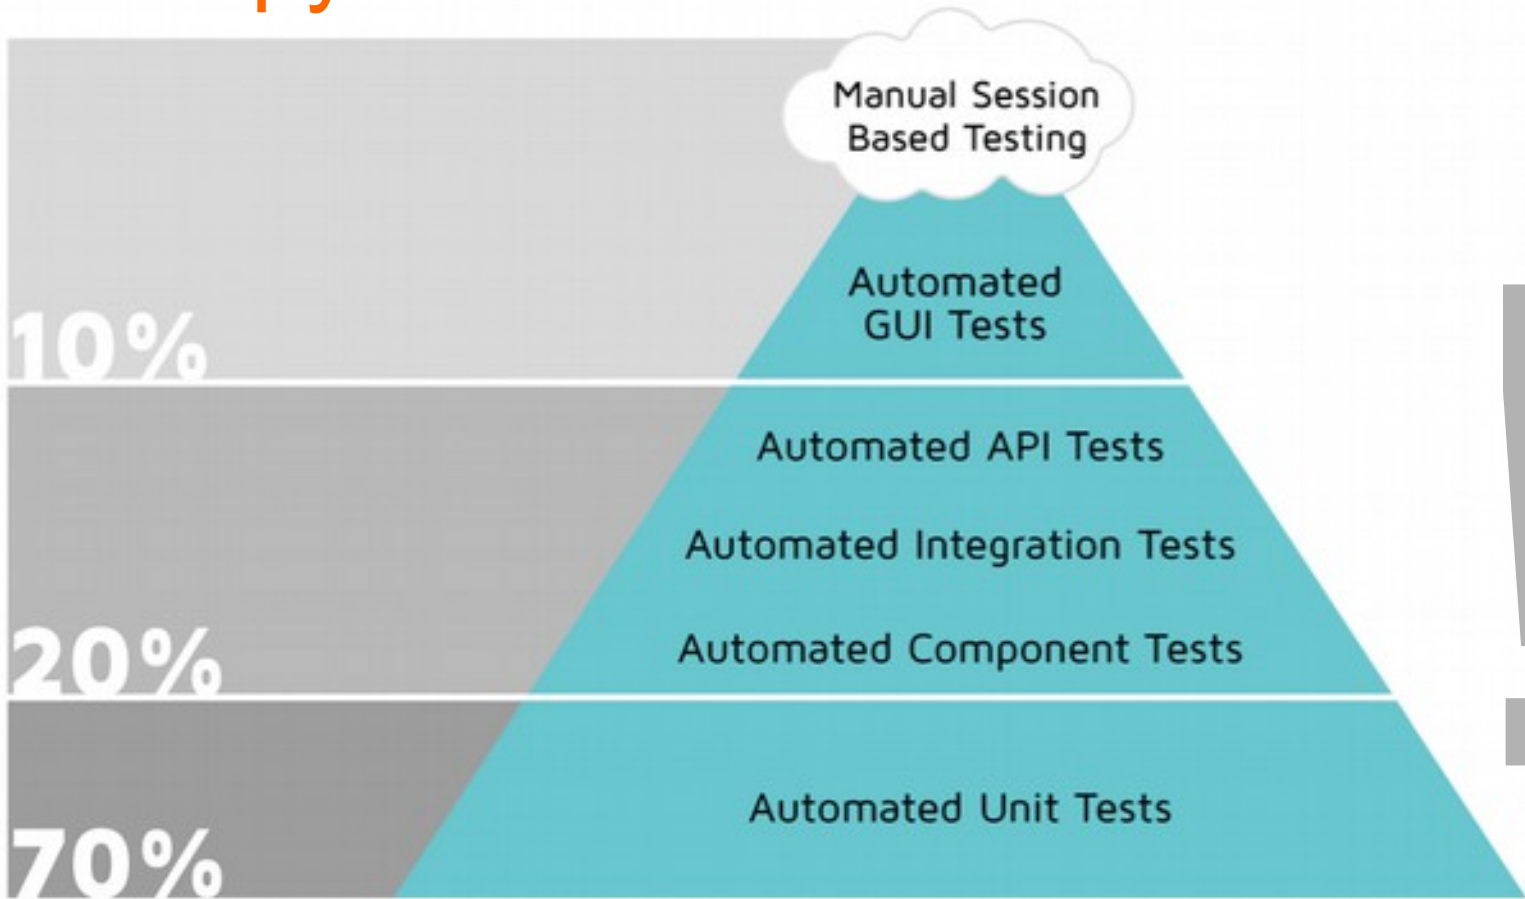 Manual Session
Based Testing
Automated
GUI Tests
10%
Automated API Tests
Automated Integration Tests
20%
Automated Component Tests
Automated Unit Tests
70%